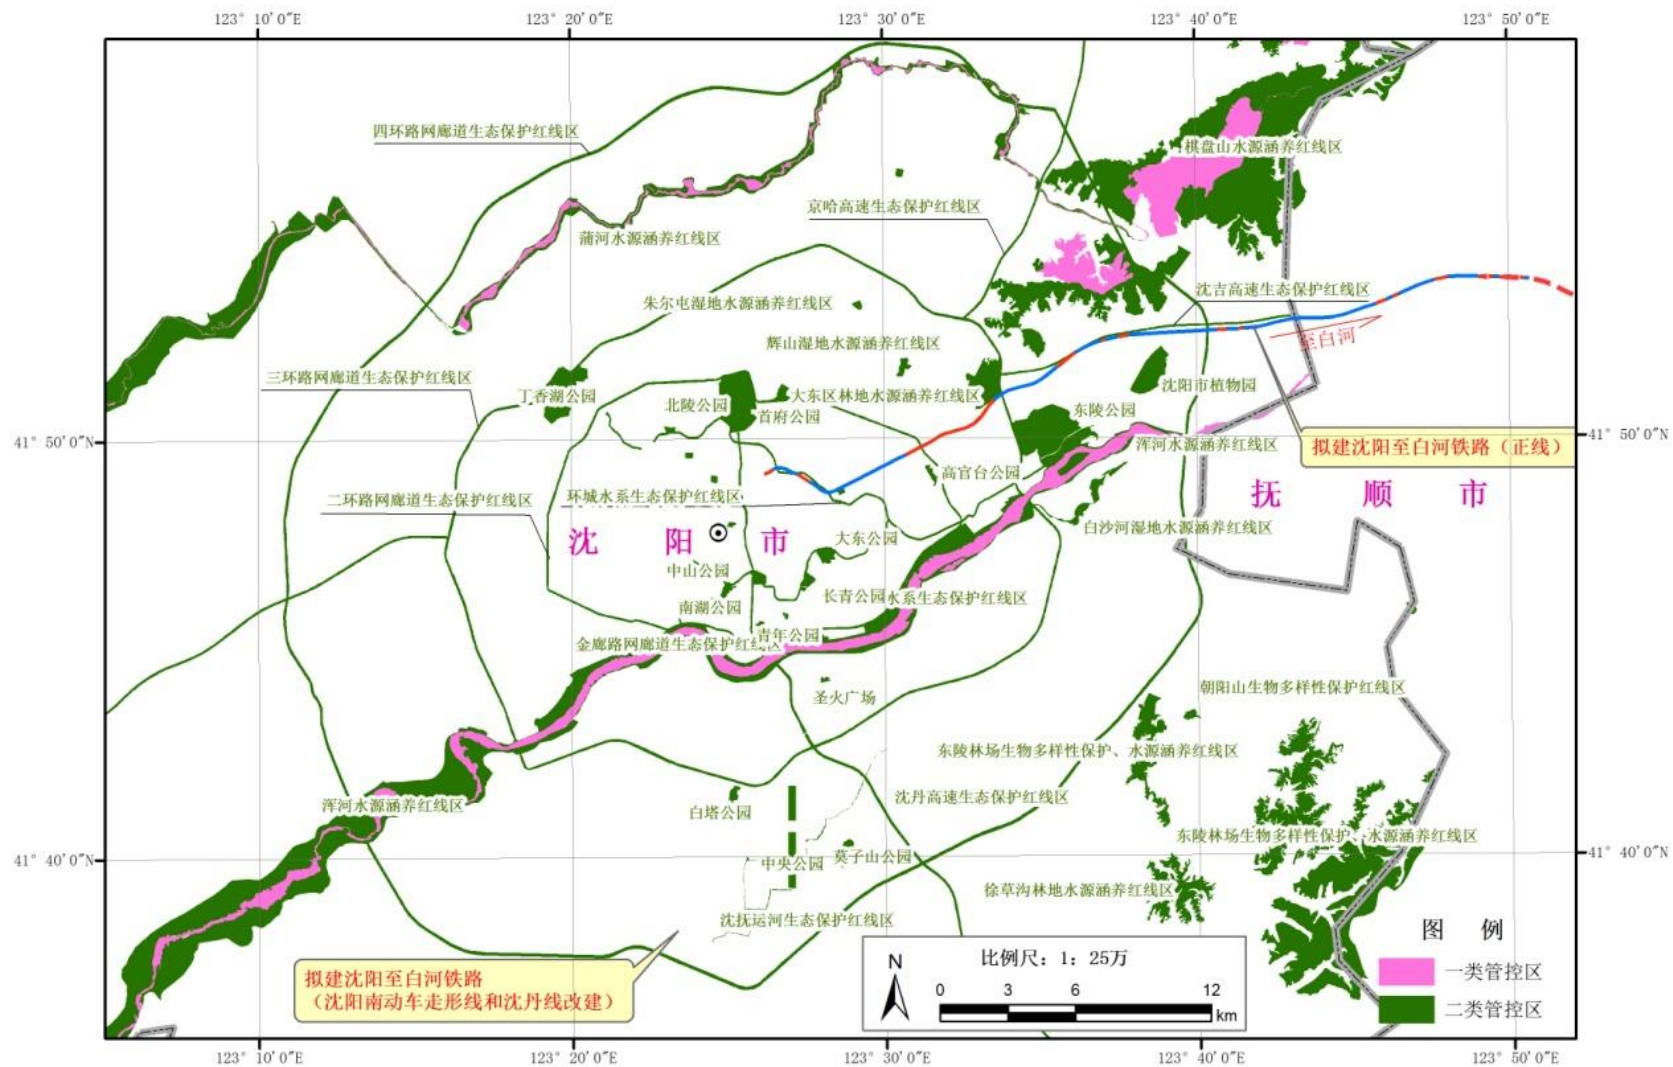 123° 10′0″E
123° 20′0″E
123° 30′0″E
123° 40′0″E
123° 50′0″E
四环路网廊道生态保护红线区
棋盘山水源涵养红线区
京哈高速生态保护红线区
蒲河水源涵养红线区
沈吉高速生态保护红线区
朱尔屯湿地水源涵养红线区
至白河
辉山湿地水源涵养红线区
三环路网廊道生态保护红线区
沈阳市植物园
丁香湖公园
大东区林地水源涵养红线区
北陵公园
首府公园
东陵公园
41° 50′0″N
41° 50′0″N
浑河水源涵养红线区
拟建沈阳至白河铁路（正线）
高官台公园
二环路网廊道生态保护红线区
环城水系生态保护红线区
抚顺市
白沙河湿地水源涵养红线区
沈阳市
大东公园
中山公园
长青公园
水系生态保护红线区
南湖公园
青年公园
金廊路网廊道生态保护红线区
朝阳山生物多样性保护红线区
圣火广场
东陵林场生物多样性保护、水源涵养红线区
沈丹高速生态保护红线区
浑河水源涵养红线区
白塔公园
东陵林场生物多样性保护、水源涵养红线区
41° 40′0″N
41° 40′0″N
中央公园
莫子山公园
徐草沟林地水源涵养红线区
沈抚运河生态保护红线区
图例
一类管控区
二类管控区
拟建沈阳至白河铁路
（沈阳南动车走形线和沈丹线改建）
N
比例尺：1：25万
0 3 6 12
km
123° 10′0″E
123° 20′0″E
123° 30′0″E
123° 40′0″E
123° 50′0″E